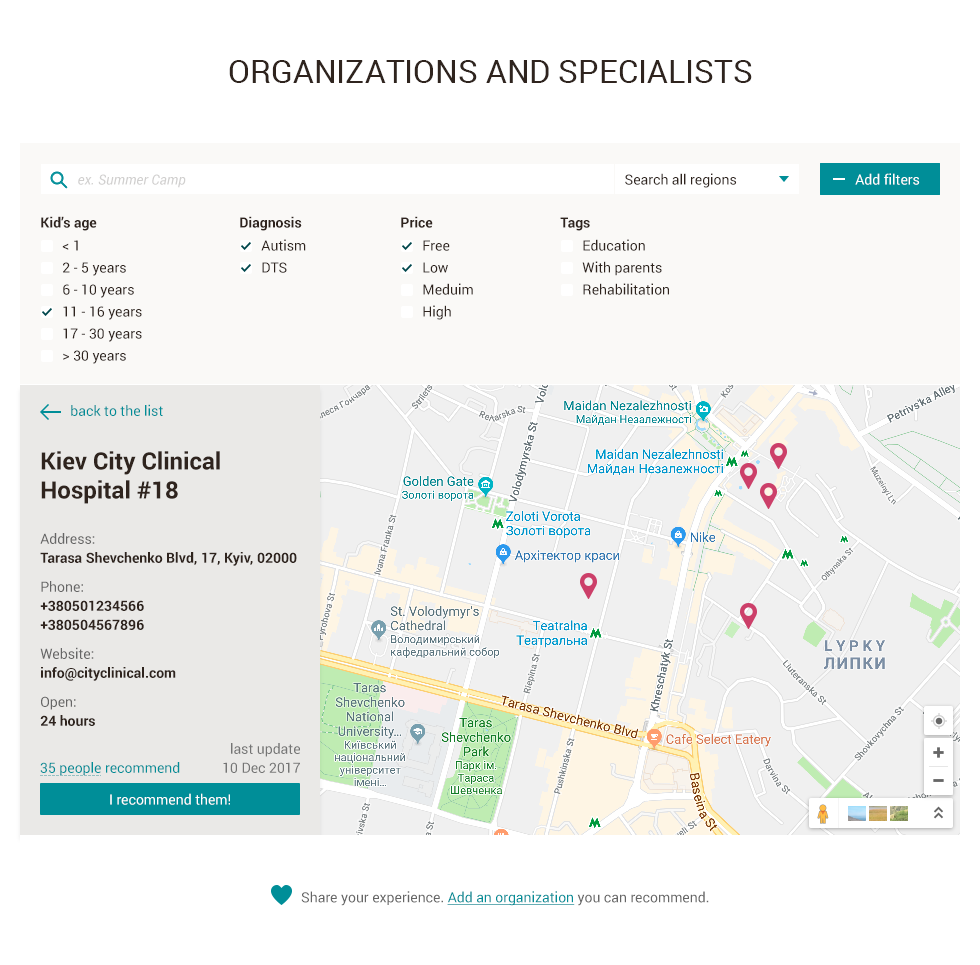 ORGANIZATIONS AND SPECIALISTS
ex. Summer Camp
Search all regions
Add filters
Kid's age
< 1
2 - 5 years
6 - 10 years
11 - 16 years
17 - 30 years
> 30 years
Diagnosis
Autism
DTS
Price
Free
Low
Meduim
High
Tags
Education
With parents
Rehabilitation
back to the list
Kiev City Clinical
Hospital #18
Address:
Tarasa Shevchenko Blvd, 17, Kyiv, 02000
Phone:
+380501234566
+380504567896
Website:
info@cityclinical.com
Open:
24 hours
last update
35 people recommend
10 Dec 2017
I recommend them!
леся Гончара
Reitarska St
Volodymyrska St
Maidan Nezalezhnosti
Майдан Незалежності
Petrivs'ka Alley
Maidan Nezalezhnosti
Майдан Незалежності
Muzeinyi Ln
Golden Gate
Золоті ворота
Zoloti Vorota
Золоті ворота
Архітектор краси
Nike
Ivana Franka St
Olhynska St
Pyrohova St
St. Volodymyr's
Cathedral
Володимирський
кафедральний собор
Teatralna
Театральна
Riepina St
Khreschatyk St
LYPKY
ЛИПКИ
Liuteranska St
Taras
Shevchenko
National
University...
Київський
національний
університет
імені...
Taras
Shevchenko
Park
Парк ім.
Тараса
Шевченка
Tarasa Shevchenko Blvd
Cafe Select Eatery
Shovkovychna St
Pushkinska St
Darvina St
Baseina St
Share your experience. Add an organization you can recommend.